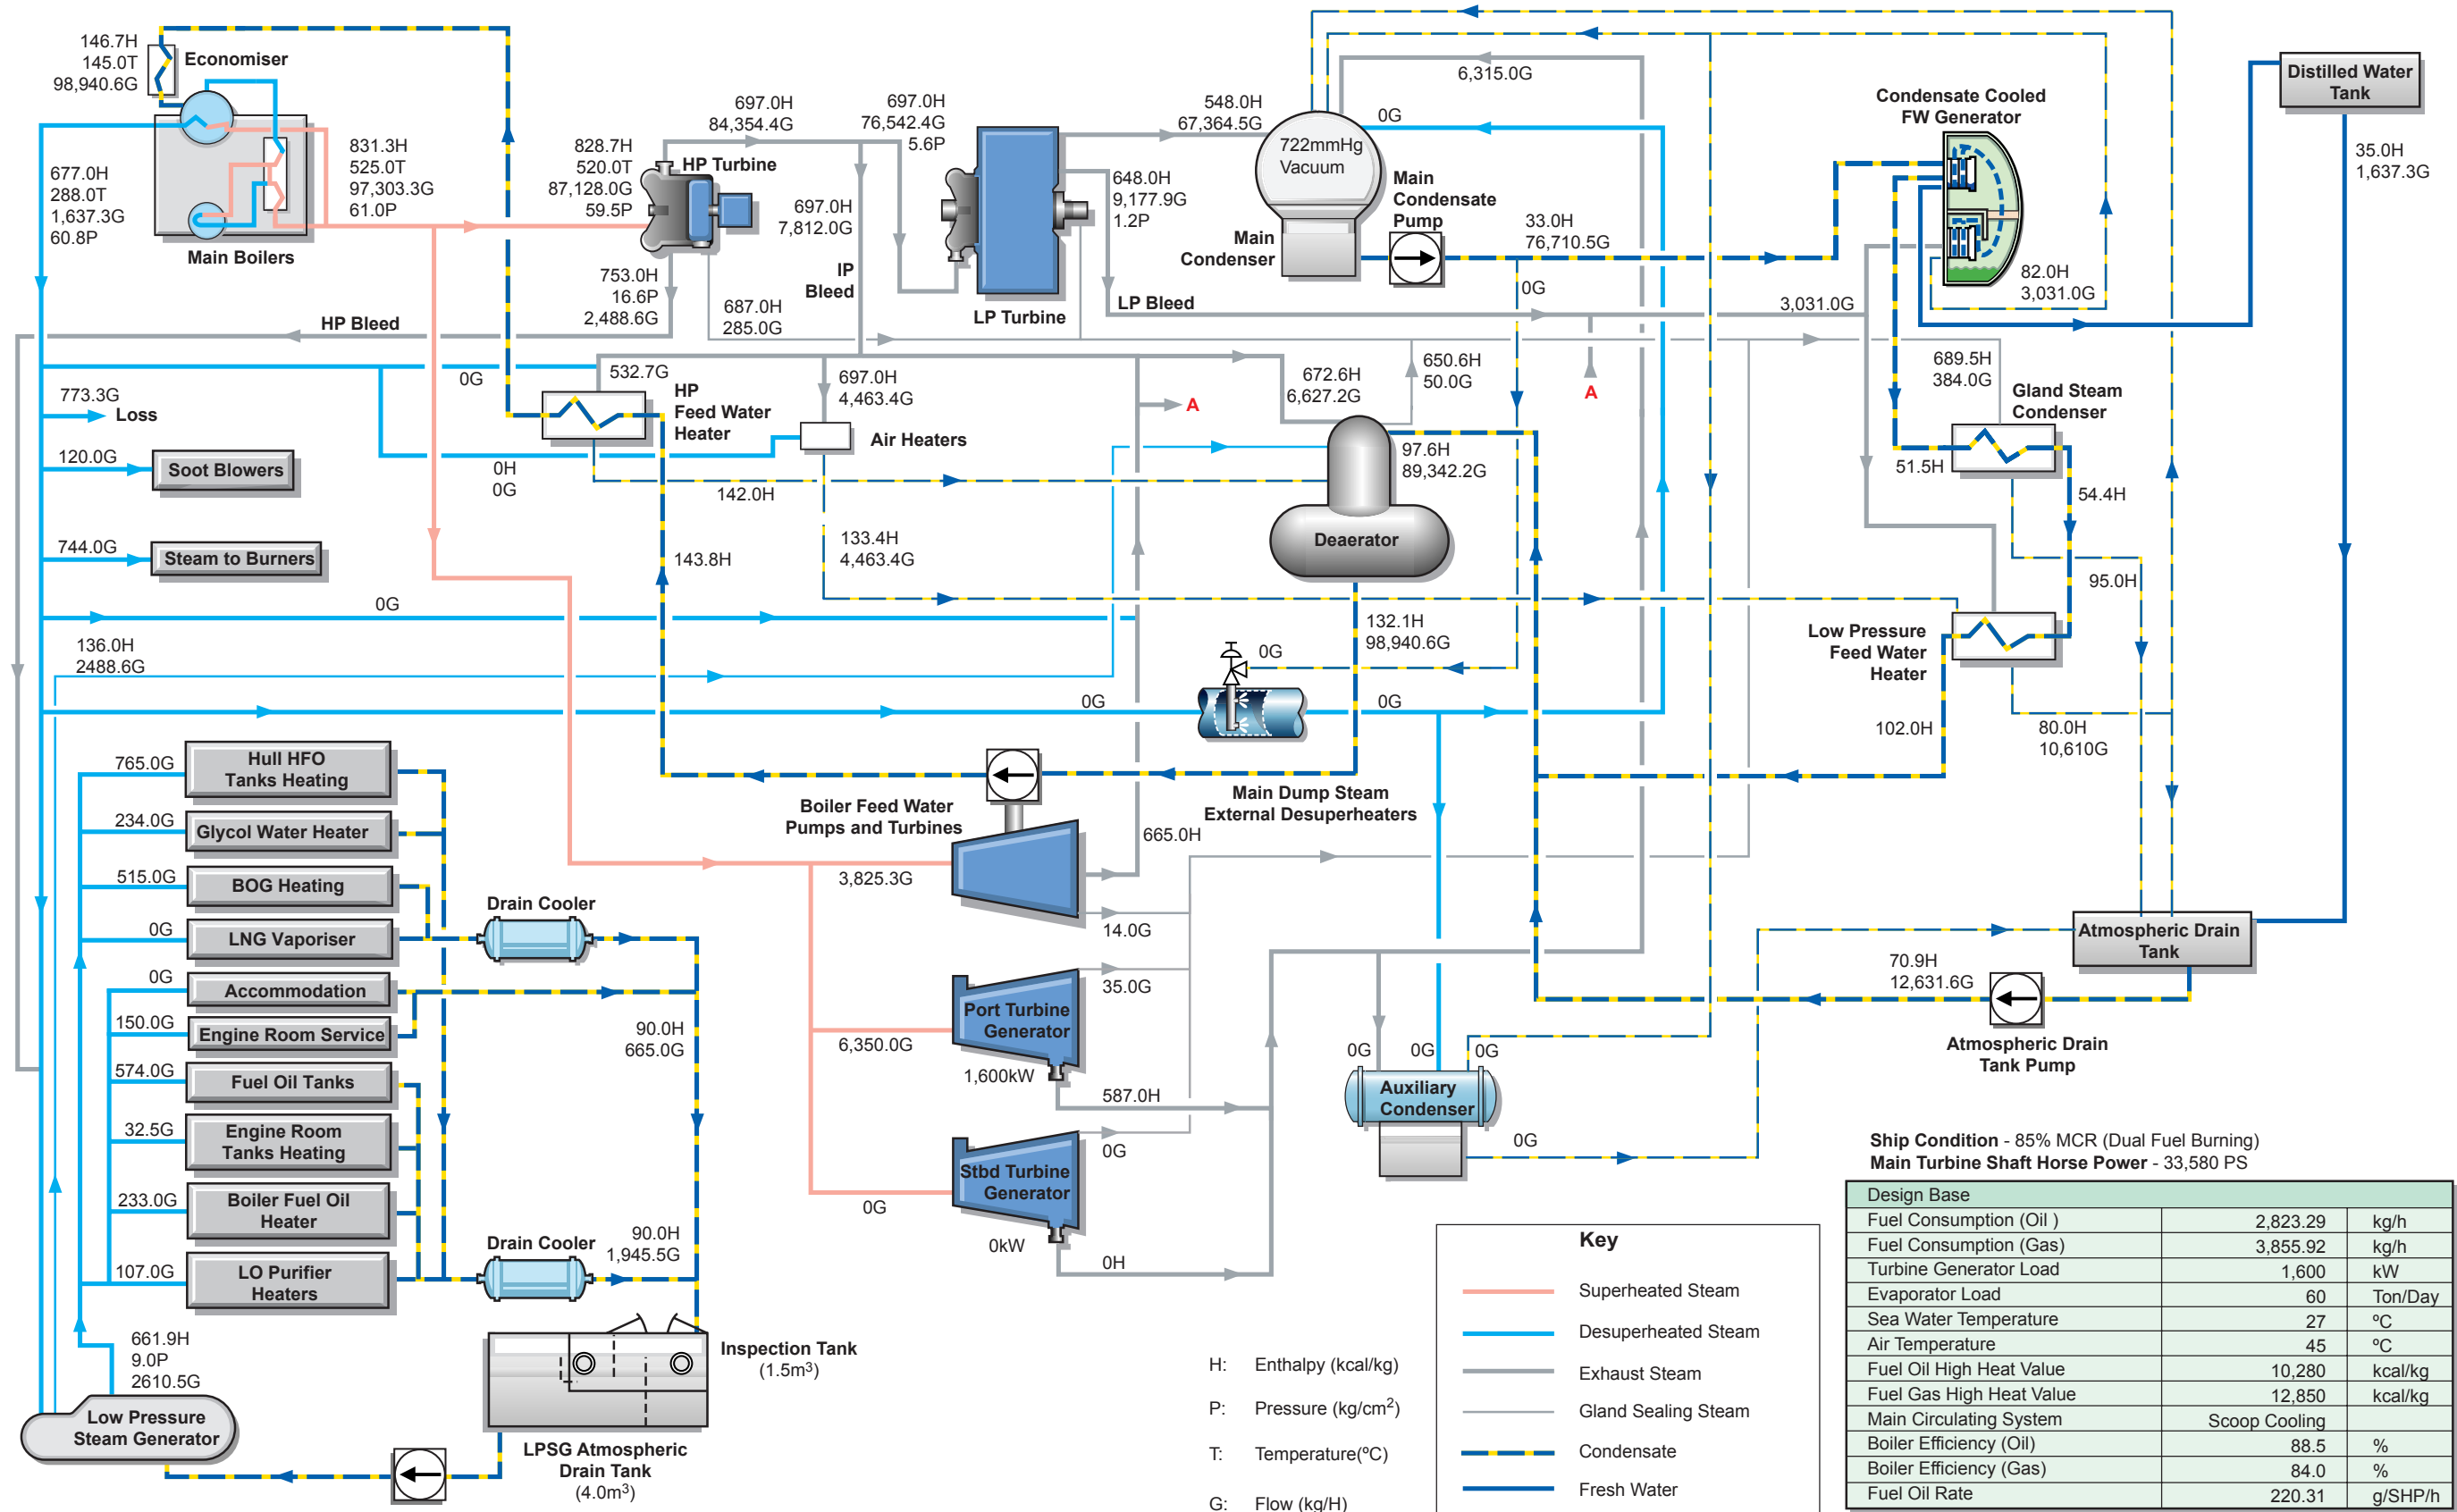 146.7H
145.0T
98,940.6G
Economiser
677.0H
288.0T
1,637.3G
60.8P
Main Boilers
831.3H
525.0T
97,303.3G
61.0P
828.7H
520.0T
87,128.0G
59.5P
697.0H
84,354.4G
HP Turbine
697.0H
76,542.4G
5.6P
697.0H
7,812.0G
IP
Bleed
753.0H
16.6P
2,488.6G
HP Bleed
687.0H
285.0G
LP Turbine
548.0H
67,364.5G
648.0H
9,177.9G
1.2P
LP Bleed
6,315.0G
0G
722mmHg
Vacuum
Main
Condenser
Main
Condensate
Pump
33.0H
76,710.5G
0G
Condensate Cooled
FW Generator
82.0H
3,031.0G
3,031.0G
Distilled Water
Tank
35.0H
1,637.3G
773.3G
Loss
120.0G
Soot Blowers
744.0G
Steam to Burners
0G
0G
532.7G
HP
Feed Water
Heater
697.0H
4,463.4G
Air Heaters
0H
0G
142.0H
143.8H
133.4H
4,463.4G
A
672.6H
6,627.2G
650.6H
50.0G
A
97.6H
89,342.2G
Deaerator
132.1H
98,940.6G
689.5H
384.0G
Gland Steam
Condenser
51.5H
54.4H
95.0H
Low Pressure
Feed Water
Heater
102.0H
80.0H
10,610G
136.0H
2488.6G
0G
0G
0G
Main Dump Steam
External Desuperheaters
Boiler Feed Water
Pumps and Turbines
665.0H
3,825.3G
14.0G
Port Turbine
Generator
6,350.0G
1,600kW
35.0G
587.0H
Stbd Turbine
Generator
0G
0kW
0G
0H
0G
0G
0G
Auxiliary
Condenser
0G
Atmospheric Drain
Tank
70.9H
12,631.6G
Atmospheric Drain
Tank Pump
765.0G
Hull HFO
Tanks Heating
234.0G
Glycol Water Heater
515.0G
BOG Heating
0G
LNG Vaporiser
0G
Accommodation
150.0G
Engine Room Service
574.0G
Fuel Oil Tanks
32.5G
Engine Room
Tanks Heating
233.0G
Boiler Fuel Oil
Heater
107.0G
LO Purifier
Heaters
Drain Cooler
90.0H
665.0G
Drain Cooler
90.0H
1,945.5G
661.9H
9.0P
2610.5G
Low Pressure
Steam Generator
Inspection Tank
(1.5m³)
LPSG Atmospheric
Drain Tank
(4.0m³)
H: Enthalpy (kcal/kg)
P: Pressure (kg/cm²)
T: Temperature(ºC)
G: Flow (kg/H)
Key
Superheated Steam
Desuperheated Steam
Exhaust Steam
Gland Sealing Steam
Condensate
Fresh Water
Ship Condition - 85% MCR (Dual Fuel Burning)
Main Turbine Shaft Horse Power - 33,580 PS
Design Base
Fuel Consumption (Oil ) 2,823.29 kg/h
Fuel Consumption (Gas) 3,855.92 kg/h
Turbine Generator Load 1,600 kW
Evaporator Load 60 Ton/Day
Sea Water Temperature 27 ºC
Air Temperature 45 ºC
Fuel Oil High Heat Value 10,280 kcal/kg
Fuel Gas High Heat Value 12,850 kcal/kg
Main Circulating System Scoop Cooling
Boiler Efficiency (Oil) 88.5 %
Boiler Efficiency (Gas) 84.0 %
Fuel Oil Rate 220.31 g/SHP/h